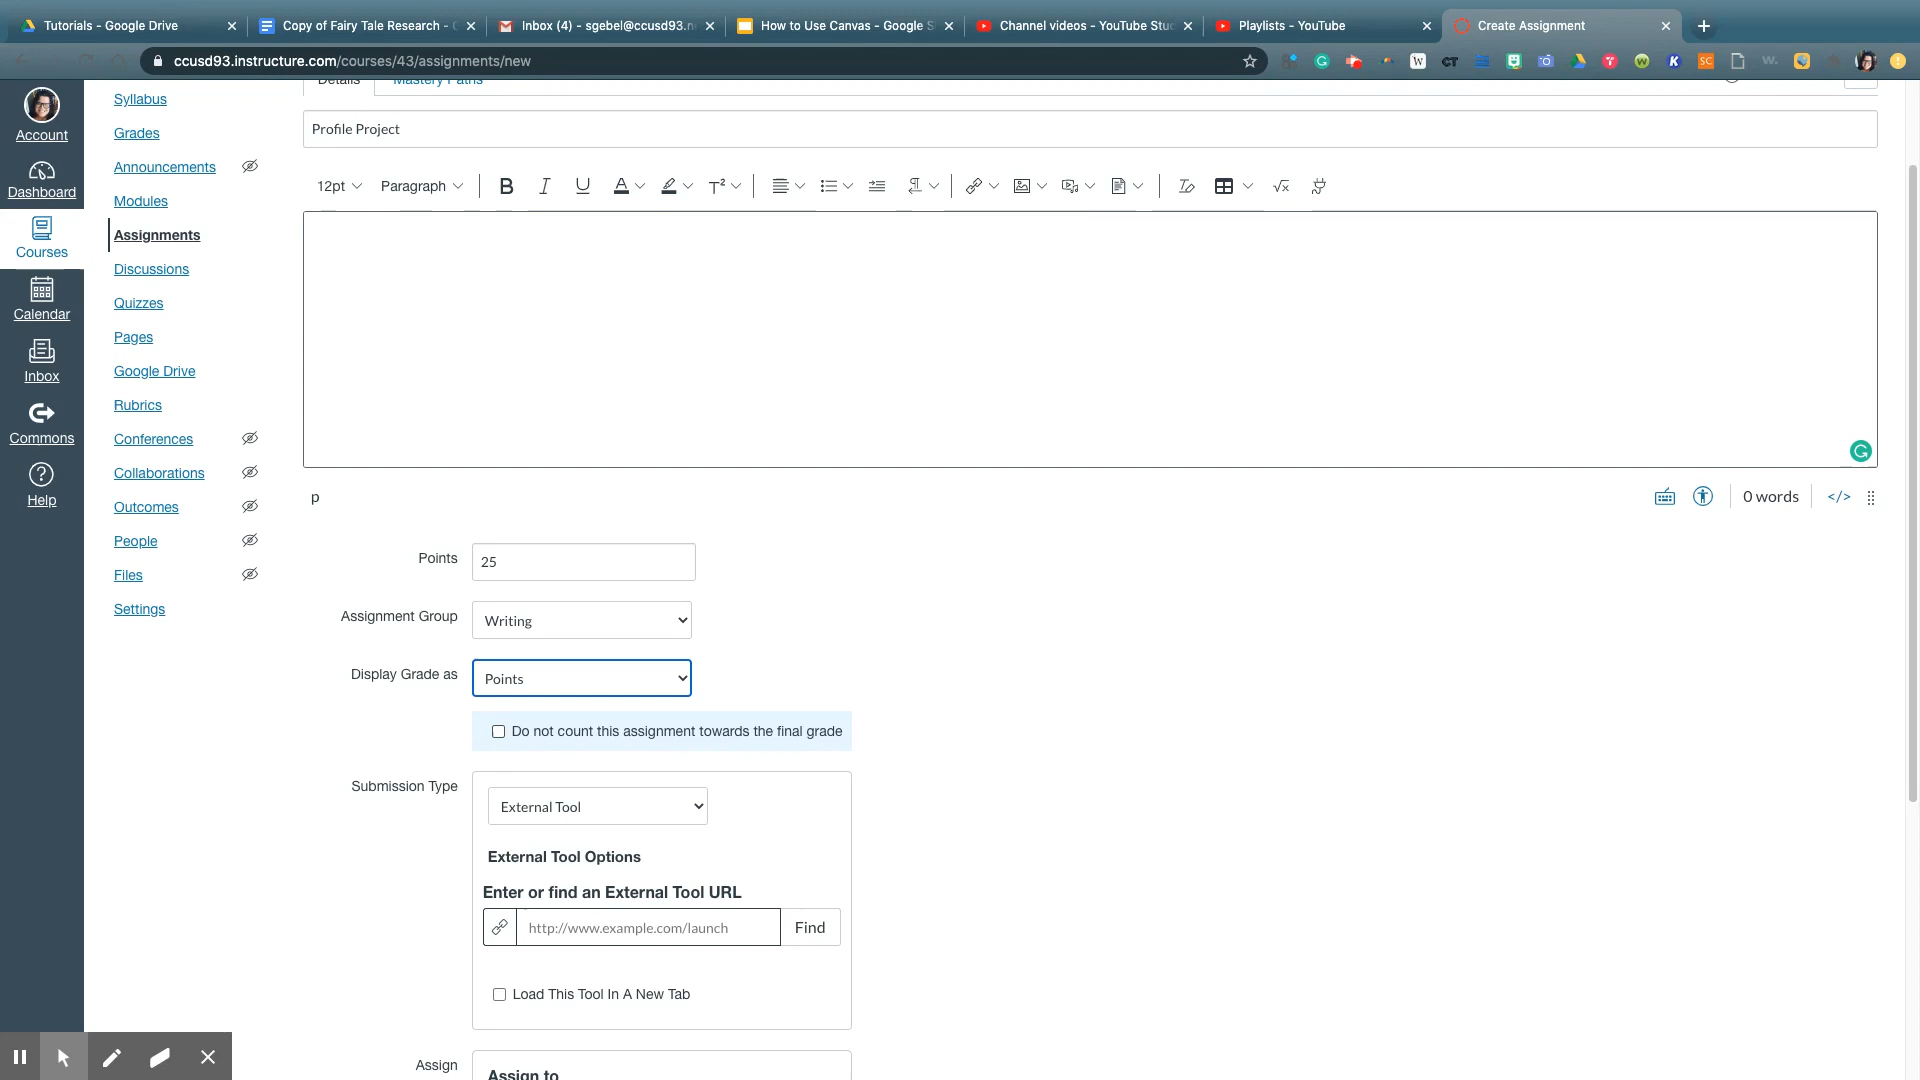 Tutorials - Google Drive
Copy of Fairy Tale Research -
Inbox (4) - sgebel@ccusd93.n
How to Use Canvas - Google S
Channel videos - YouTube Stud
Playlists - YouTube
Create Assignment
ccusd93.instructure.com/courses/43/assignments/new
Account
Dashboard
Courses
Calendar
Inbox
Commons
Help
Syllabus
Grades
Announcements
Modules
Assignments
Discussions
Quizzes
Pages
Google Drive
Rubrics
Conferences
Collaborations
Outcomes
People
Files
Settings
Details
Mastery Paths
Profile Project
12pt
Paragraph
p
0 words
</>
Points
25
Assignment Group
Writing
Display Grade as
Points
Do not count this assignment towards the final grade
Submission Type
External Tool
External Tool Options
Enter or find an External Tool URL
http://www.example.com/launch
Find
Load This Tool In A New Tab
Assign
Assign to